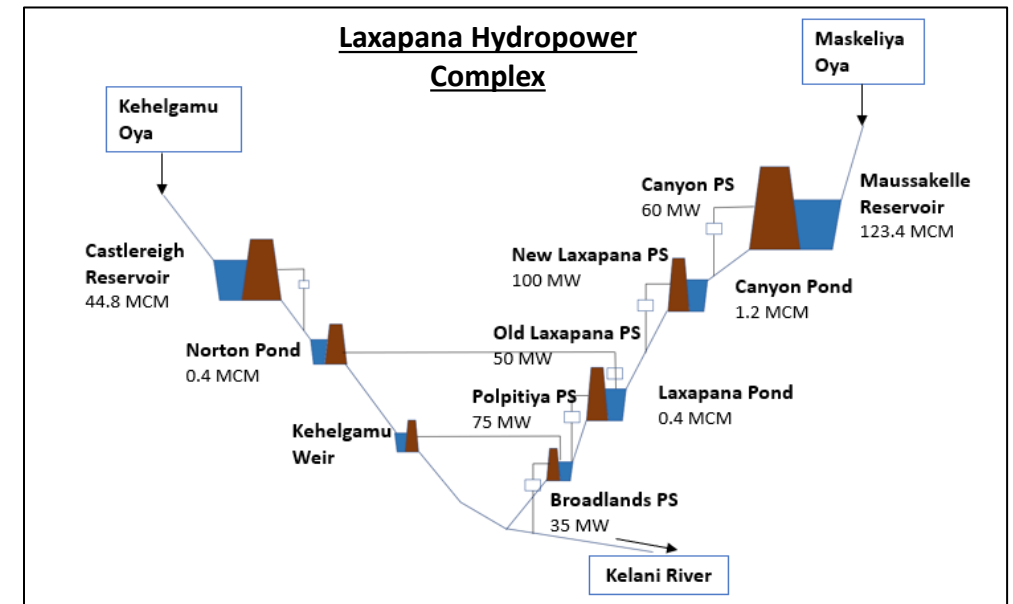 Laxapana Hydropower
Complex
Maskeliya
Oya
Kehelgamu
Oya
Canyon PS
60 MW
Maussakelle
Reservoir
123.4 MCM
Castlereigh
Reservoir
44.8 MCM
New Laxapana PS
100 MW
Canyon Pond
1.2 MCM
Norton Pond
0.4 MCM
Old Laxapana PS
50 MW
Polpitiya PS
75 MW
Laxapana Pond
0.4 MCM
Kehelgamu
Weir
Broadlands PS
35 MW
Kelani River